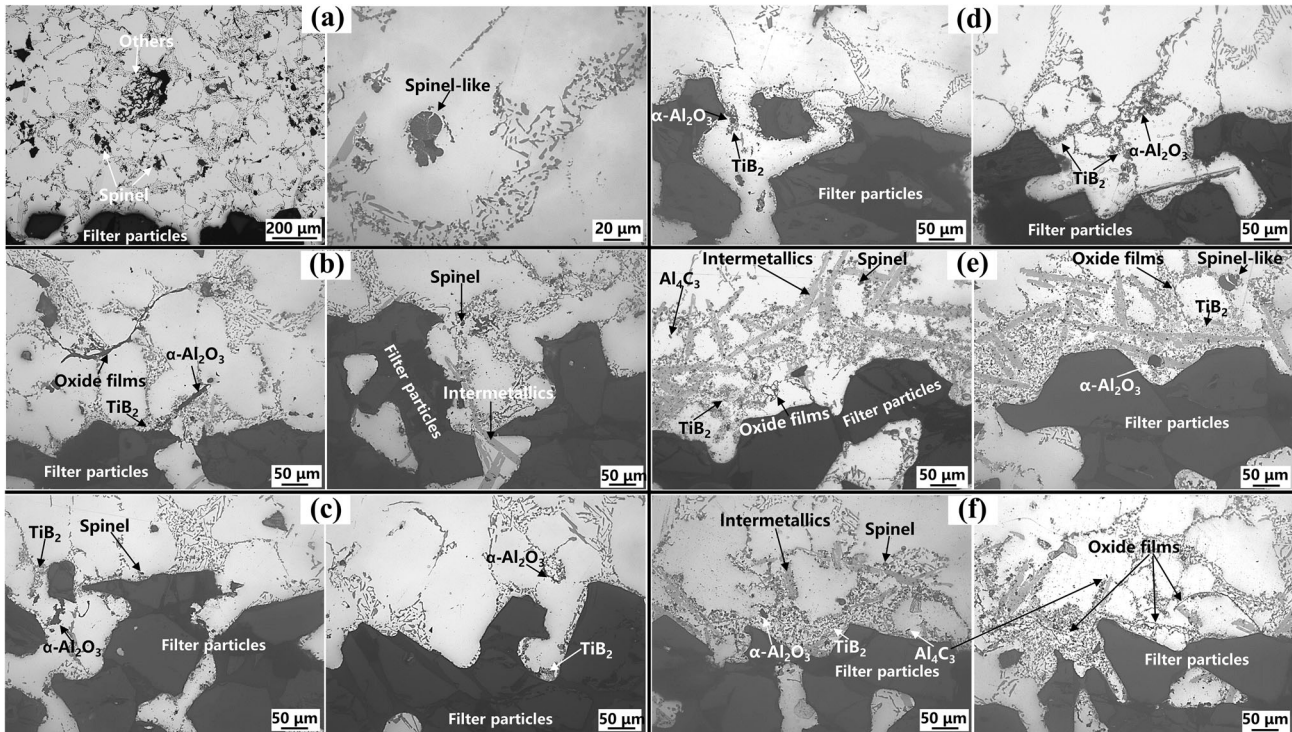 (a)
Others
Spinel
Filter particles
200 μm
Spinel-like
20 μm
(b)
Oxide films
α-Al₂O₃
TiB₂
Filter particles
50 μm
Spinel
Filter particles
Intermetallics
50 μm
(c)
TiB₂
Spinel
α-Al₂O₃
Filter particles
50 μm
α-Al₂O₃
TiB₂
Filter particles
50 μm
(d)
α-Al₂O₃
TiB₂
Filter particles
50 μm
TiB₂
α-Al₂O₃
Filter particles
50 μm
(e)
Intermetallics
Spinel
Al₄C₃
TiB₂
Oxide films
Filter particles
50 μm
Oxide films
Spinel-like
TiB₂
α-Al₂O₃
Filter particles
50 μm
(f)
Intermetallics
Spinel
α-Al₂O₃
TiB₂
Al₄C₃
Filter particles
50 μm
Oxide films
Filter particles
50 μm